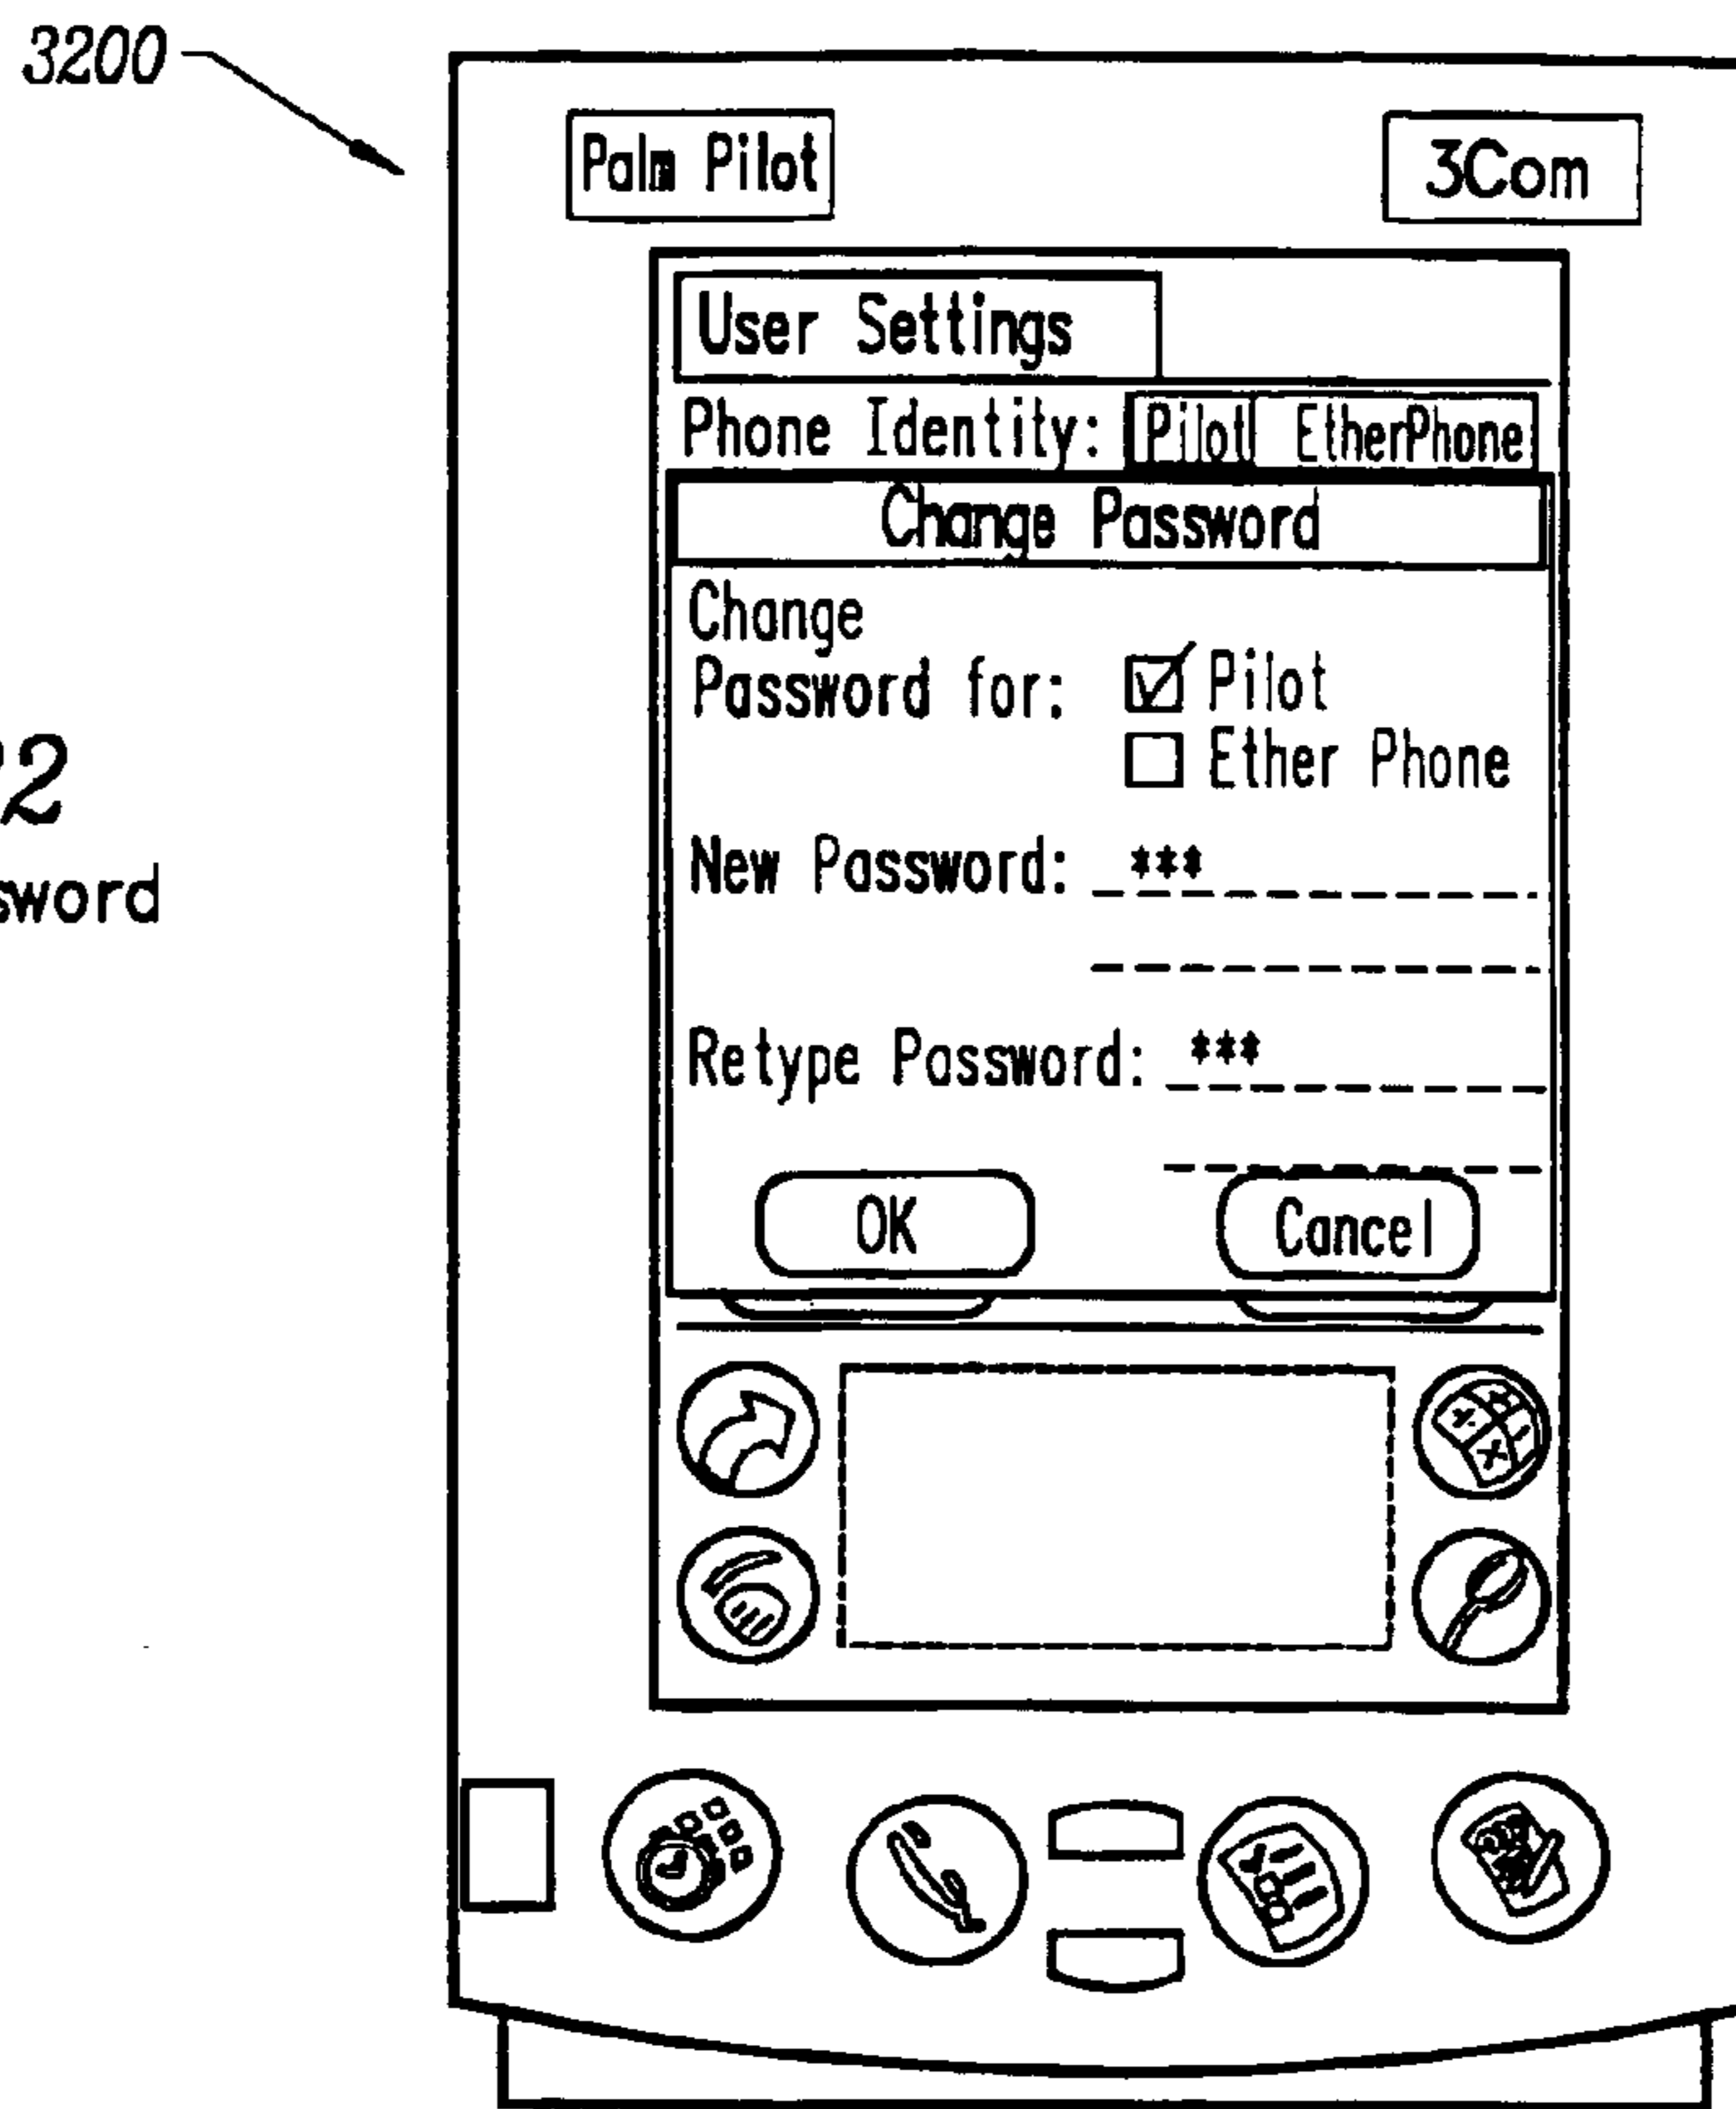 3200
Palm Pilot
3Com
User Settings
Phone Identity: Pilot EtherPhone
Change Password
Change
Password for: Pilot
Ether Phone
22
sword
New Password: ***
Retype Password: ***
OK Cancel